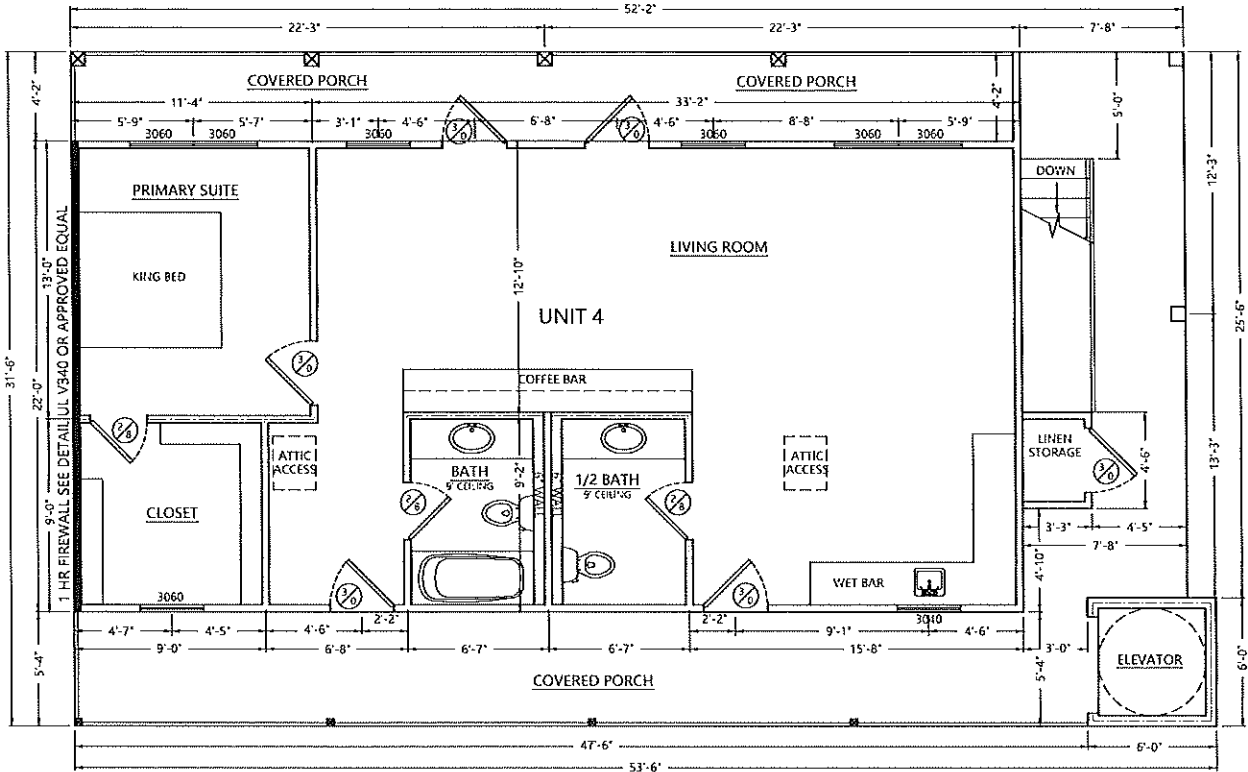 52'-2"
22'-3"
22'-3"
7'-8"
COVERED PORCH
COVERED PORCH
4'-2"
11'-4"
33'-2"
4'-2"
5'-0"
5'-9"
5'-7"
3'-1"
4'-6"
6'-8"
4'-6"
8'-8"
5'-9"
3060
3060
3060
3/0
3/0
3060
3060
3060
12'-3"
PRIMARY SUITE
DOWN
LIVING ROOM
KING BED
12'-10"
UNIT 4
1 HR FIREWALL SEE DETAIL UL V340 OR APPROVED EQUAL
13'-0"
22'-0"
31'-6"
25'-6"
3/0
COFFEE BAR
2/8
ATTIC
ACCESS
BATH
9' CEILING
9'-2"
1/2 BATH
9' CEILING
ATTIC
ACCESS
LINEN
STORAGE
3/0
4'-6"
13'-3"
9'-0"
CLOSET
2/8
3'-3"
4'-5"
7'-8"
4'-10"
WET BAR
3/0
3/0
3060
3040
2'-2"
2'-2"
4'-7"
4'-5"
4'-6"
9'-1"
4'-6"
9'-0"
6'-8"
6'-7"
6'-7"
15'-8"
3'-0"
5'-4"
5'-4"
6'-0"
ELEVATOR
COVERED PORCH
47'-6"
6'-0"
53'-6"